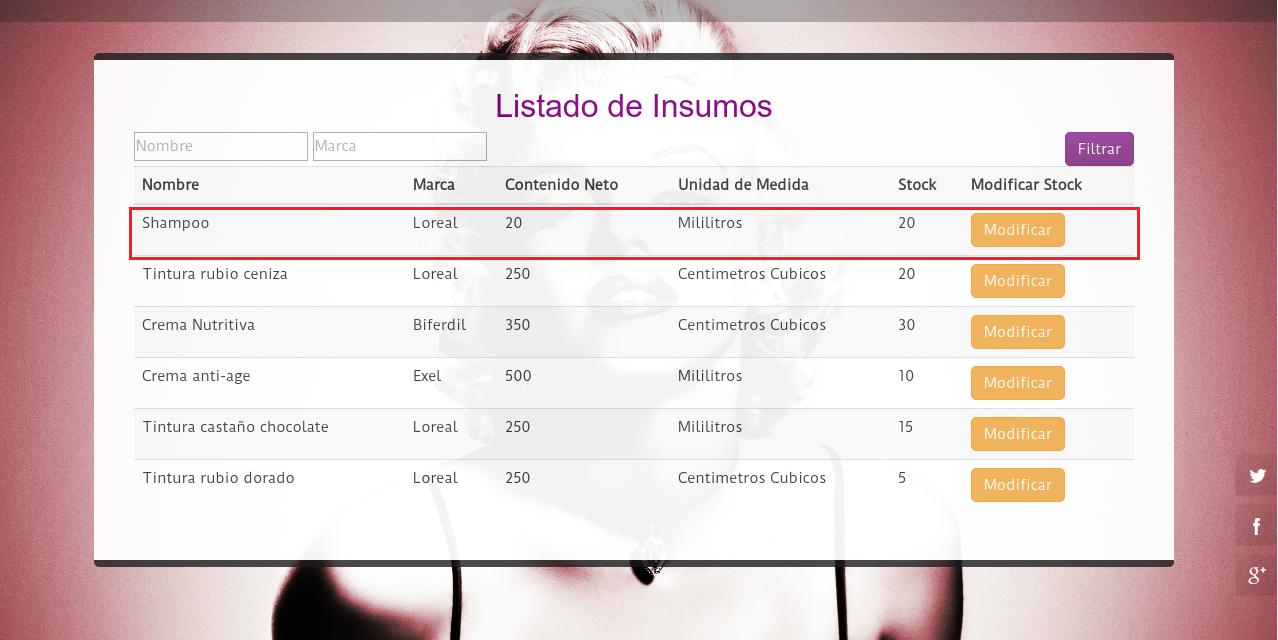 Listado de Insumos
Nombre Marca Filtrar
Nombre Marca Contenido Neto Unidad de Medida Stock Modificar Stock
Shampoo Loreal 20 Mililitros 20 Modificar
Tintura rubio ceniza Loreal 250 Centimetros Cubicos 20 Modificar
Crema Nutritiva Biferdil 350 Centimetros Cubicos 30 Modificar
Crema anti-age Exel 500 Mililitros 10 Modificar
Tintura castaño chocolate Loreal 250 Mililitros 15 Modificar
Tintura rubio dorado Loreal 250 Centimetros Cubicos 5 Modificar